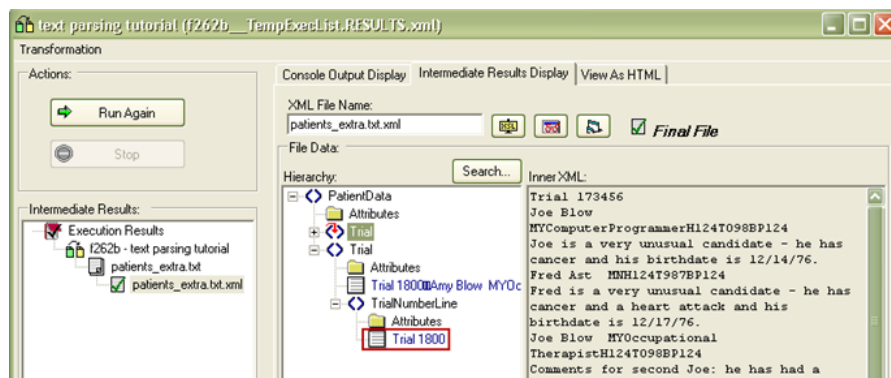 text parsing tutorial (f262b__TempExecList.RESULTS.xml)
Transformation
Actions:
Run Again
Stop
Intermediate Results:
Execution Results
f262b - text parsing tutorial
patients_extra.txt
patients_extra.txt.xml
Console Output Display
Intermediate Results Display
View As HTML
XML File Name:
patients_extra.txt.xml
Final File
File Data:
Hierarchy:
Search...
PatientData
Attributes
Trial
Trial
Attributes
Trial 1800 Amy Blow MYOc
TrialNumberLine
Attributes
Trial 1800
Inner XML:
Trial 173456
Joe Blow
MYComputerProgrammerH124T098BP124
Joe is a very unusual candidate - he has
cancer and his birthdate is 12/14/76.
Fred Ast MNH124T987BP124
Fred is a very unusual candidate - he has
cancer and a heart attack and his
birthdate is 12/17/76.
Joe Blow MYOccupational
TherapistH124T098BP124
Comments for second Joe: he has had a